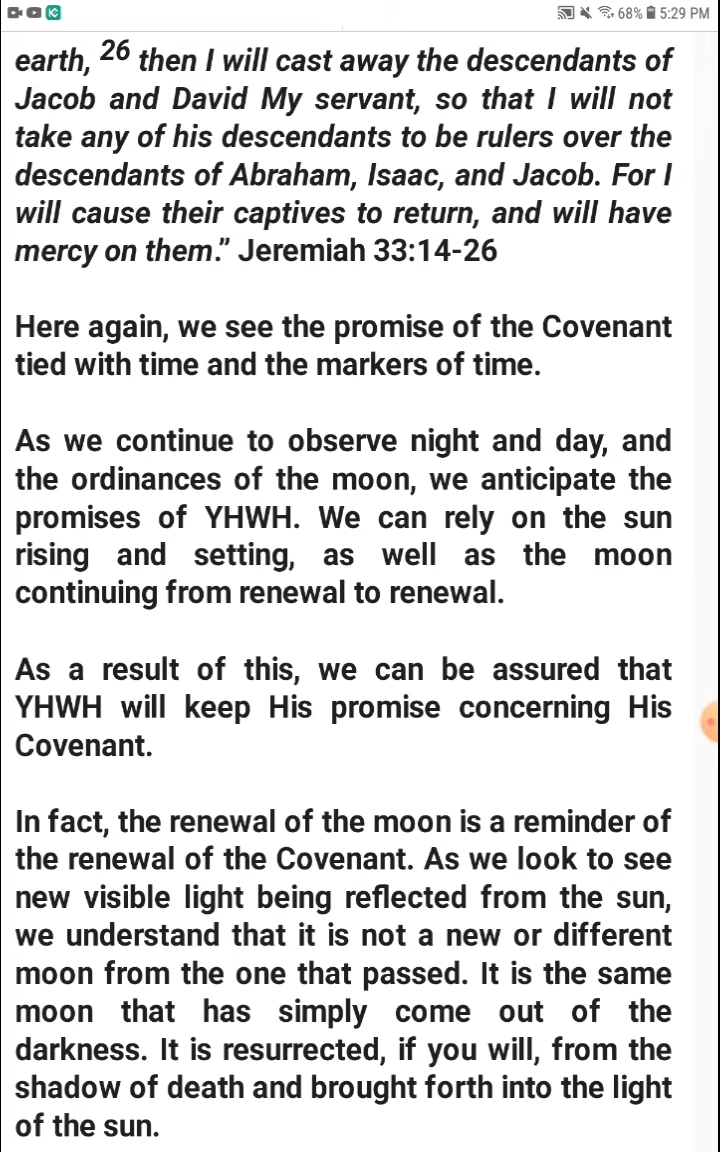 68% 5:29 PM
earth, 26 then I will cast away the descendants of
Jacob and David My servant, so that I will not
take any of his descendants to be rulers over the
descendants of Abraham, Isaac, and Jacob. For I
will cause their captives to return, and will have
mercy on them.” Jeremiah 33:14-26
Here again, we see the promise of the Covenant
tied with time and the markers of time.
As we continue to observe night and day, and
the ordinances of the moon, we anticipate the
promises of YHWH. We can rely on the sun
rising and setting, as well as the moon
continuing from renewal to renewal.
As a result of this, we can be assured that
YHWH will keep His promise concerning His
Covenant.
In fact, the renewal of the moon is a reminder of
the renewal of the Covenant. As we look to see
new visible light being reflected from the sun,
we understand that it is not a new or different
moon from the one that passed. It is the same
moon that has simply come out of the
darkness. It is resurrected, if you will, from the
shadow of death and brought forth into the light
of the sun.